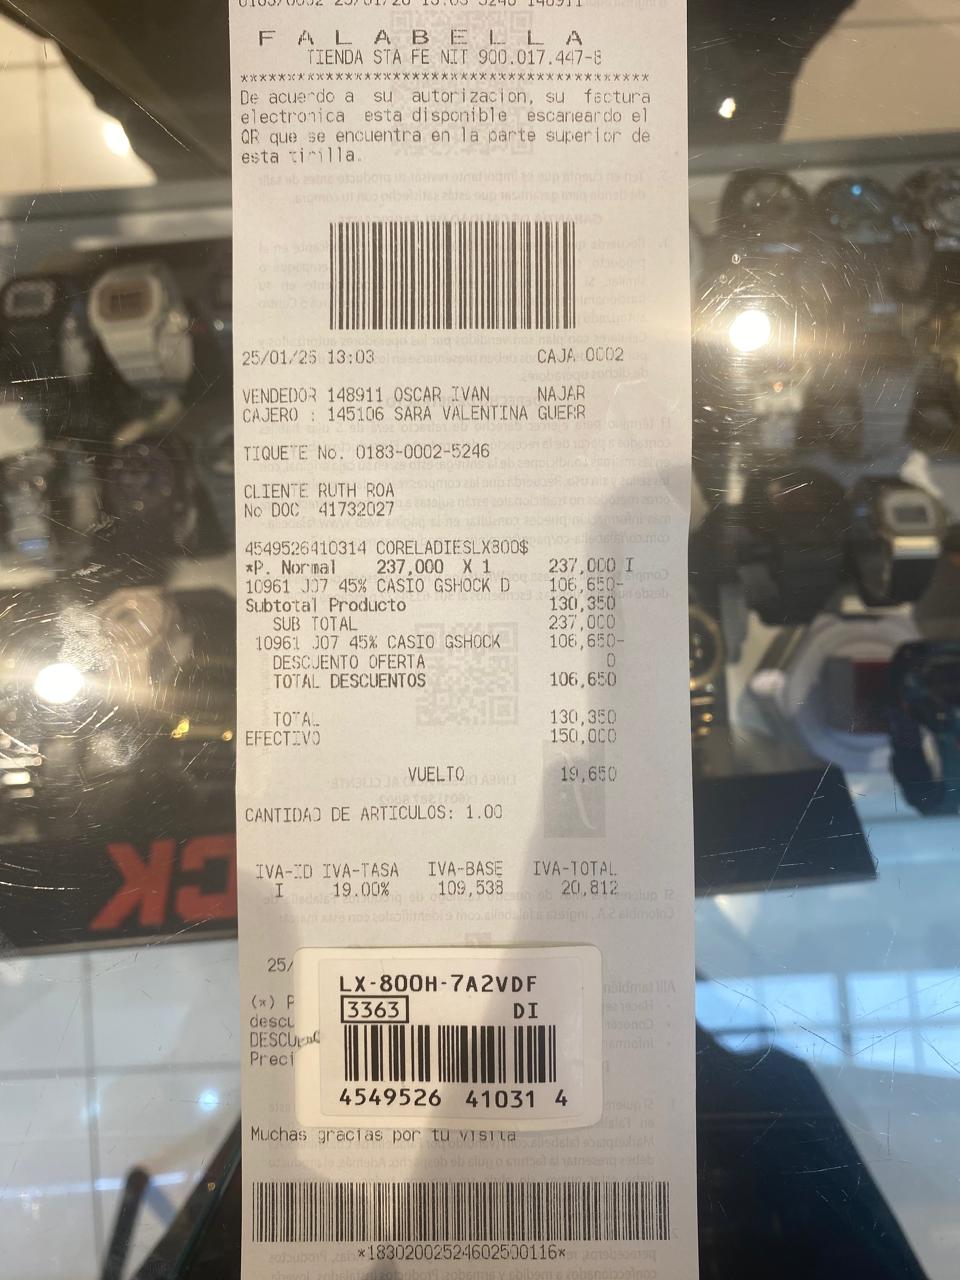 F A L A B E L L A
TIENDA STA FE NIT 900.017.447-8
******************************************
De acuerdo a su autorizacion, su factura
electronica esta disponible escaneardo el
QR que se encuentra en la parte superior de
esta tirilla.
25/01/25 13:03 CAJA 0002
VENDEDOR 148911 OSCAR IVAN NAJAR
CAJERO : 145106 SARA VALENTINA GUERR
TIQUETE No. 0183-0002-5246
CLIENTE RUTH ROA
No DOC 41732027
4549526410314 CORELADIESLX800$
*P. Normal 237,000 X 1 237,000 I
10961 J07 45% CASIO GSHOCK D 106,650-
Subtotal Producto 130,350
SUB TOTAL 237,000
10961 J07 45% CASIO GSHOCK 106,650-
DESCUENTO OFERTA 0
TOTAL DESCUENTOS 106,650
TOTAL 130,350
EFECTIVO 150,000
VUELTO 19,650
CANTIDAD DE ARTICULOS: 1.00
IVA-ID IVA-TASA IVA-BASE IVA-TOTAL
I 19.00% 109,538 20,812
25/
(*) P
descu
DESCU
Preci
LX-800H-7A2VDF
3363 DI
4549526 41031 4
Muchas gracias por tu visita
*18302002524602500116*
CK